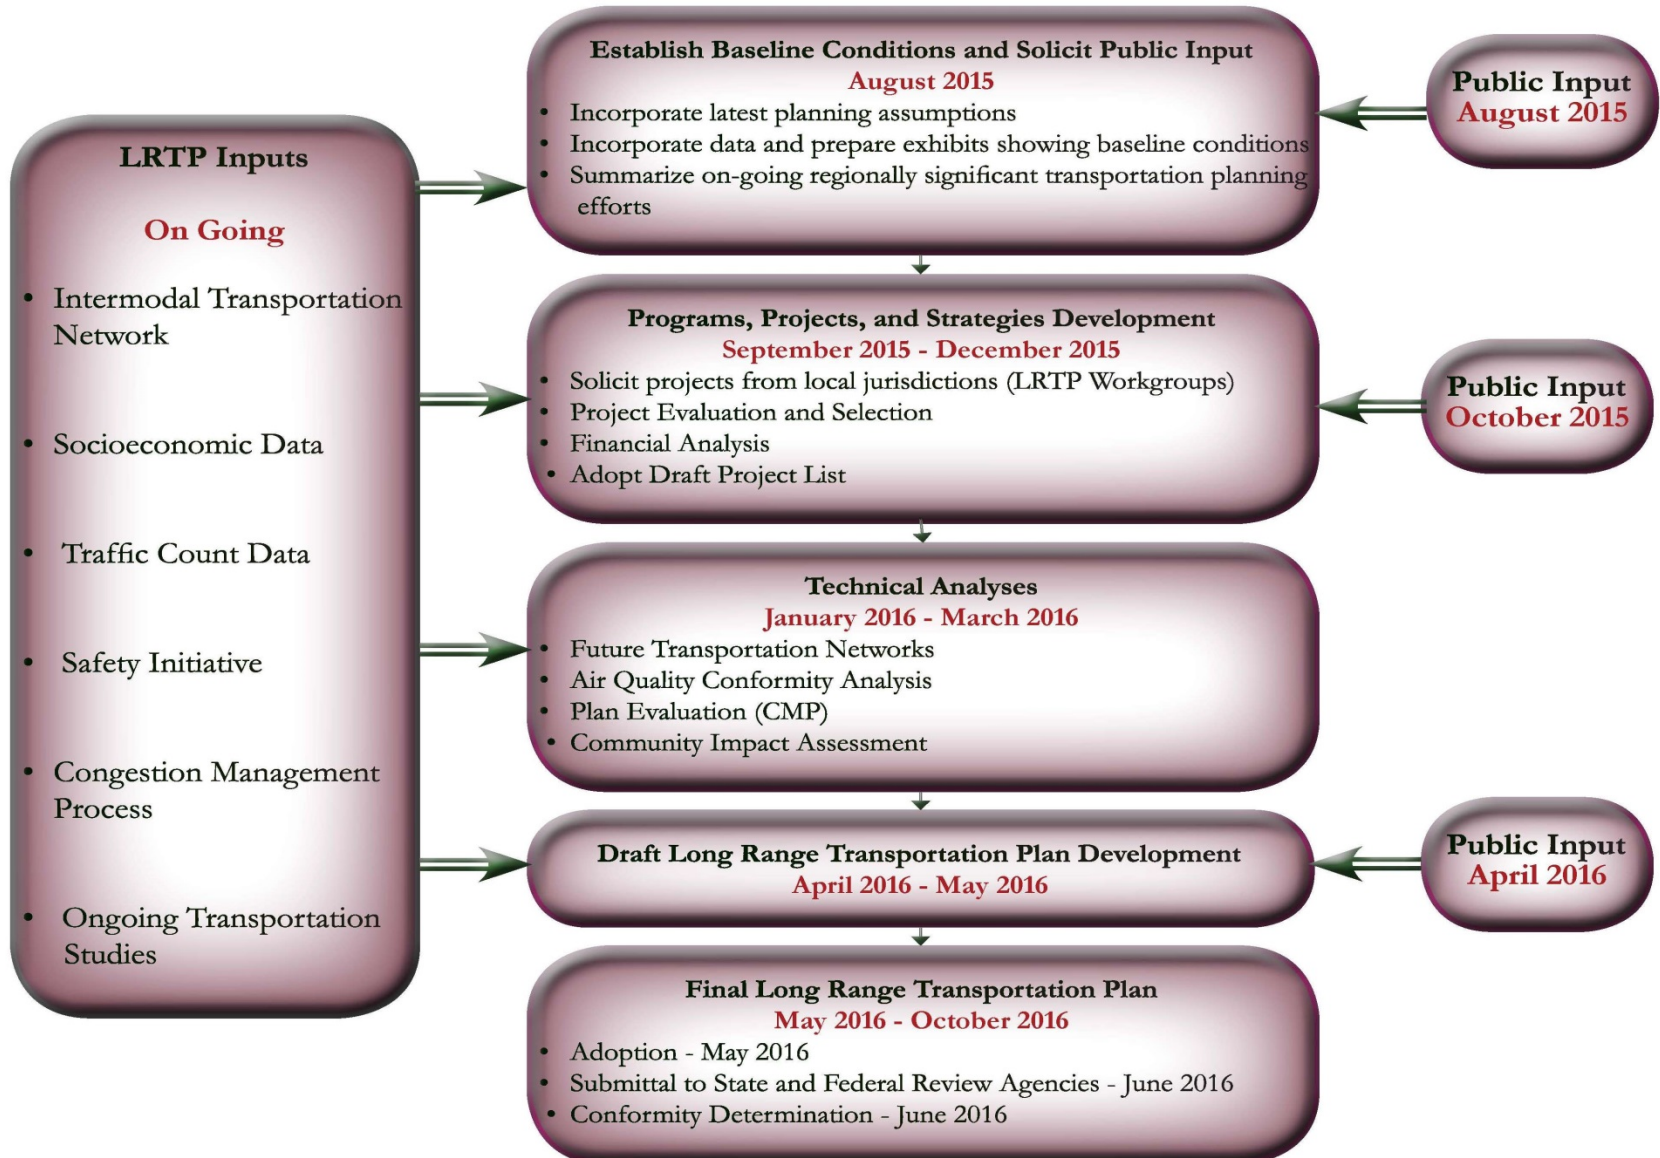 LRTP Inputs
On Going
• Intermodal Transportation
Network
• Socioeconomic Data
• Traffic Count Data
• Safety Initiative
• Congestion Management
Process
• Ongoing Transportation
Studies
Establish Baseline Conditions and Solicit Public Input
August 2015
• Incorporate latest planning assumptions
• Incorporate data and prepare exhibits showing baseline conditions
• Summarize on-going regionally significant transportation planning
efforts
Public Input
August 2015
Programs, Projects, and Strategies Development
September 2015 - December 2015
• Solicit projects from local jurisdictions (LRTP Workgroups)
• Project Evaluation and Selection
• Financial Analysis
• Adopt Draft Project List
Public Input
October 2015
Technical Analyses
January 2016 - March 2016
• Future Transportation Networks
• Air Quality Conformity Analysis
• Plan Evaluation (CMP)
• Community Impact Assessment
Draft Long Range Transportation Plan Development
April 2016 - May 2016
Public Input
April 2016
Final Long Range Transportation Plan
May 2016 - October 2016
• Adoption - May 2016
• Submittal to State and Federal Review Agencies - June 2016
• Conformity Determination - June 2016